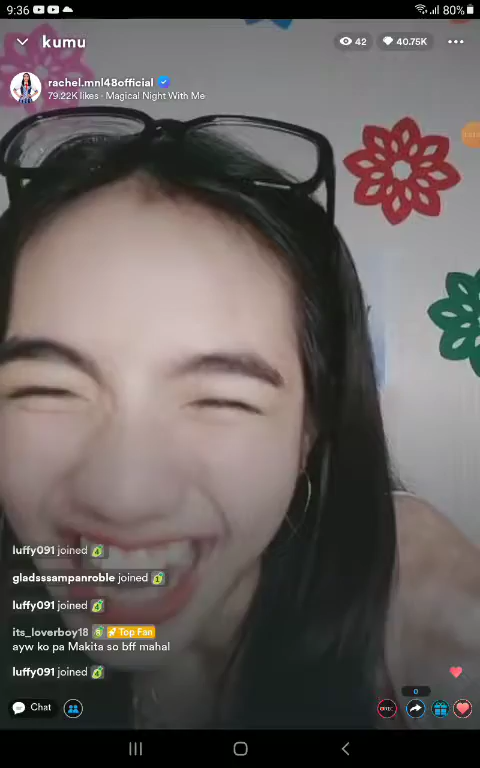 9:36
80%
kumu
42
40.75K
rachel.mnl48official
79.22K likes · Magical Night With Me
luffy091 joined
gladsssampanroble joined
luffy091 joined
its_loverboy18 Top Fan
ayw ko pa Makita so bff mahal
luffy091 joined
0
Chat